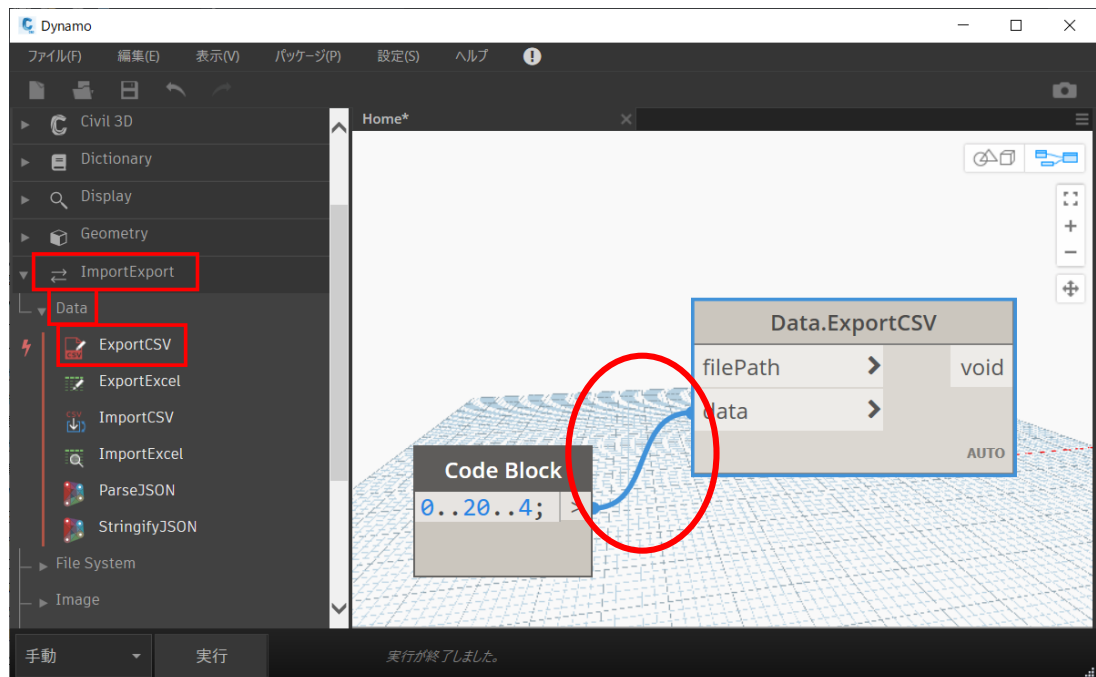 Dynamo
ファイル(F) 編集(E) 表示(V) パッケージ(P) 設定(S) ヘルプ
Civil 3D
Dictionary
Display
Geometry
ImportExport
Data
ExportCSV
ExportExcel
ImportCSV
ImportExcel
ParseJSON
StringifyJSON
File System
Image
Home*
Data.ExportCSV
filePath > void
data >
AUTO
Code Block
0..20..4; >
手動 実行 実行が終了しました。